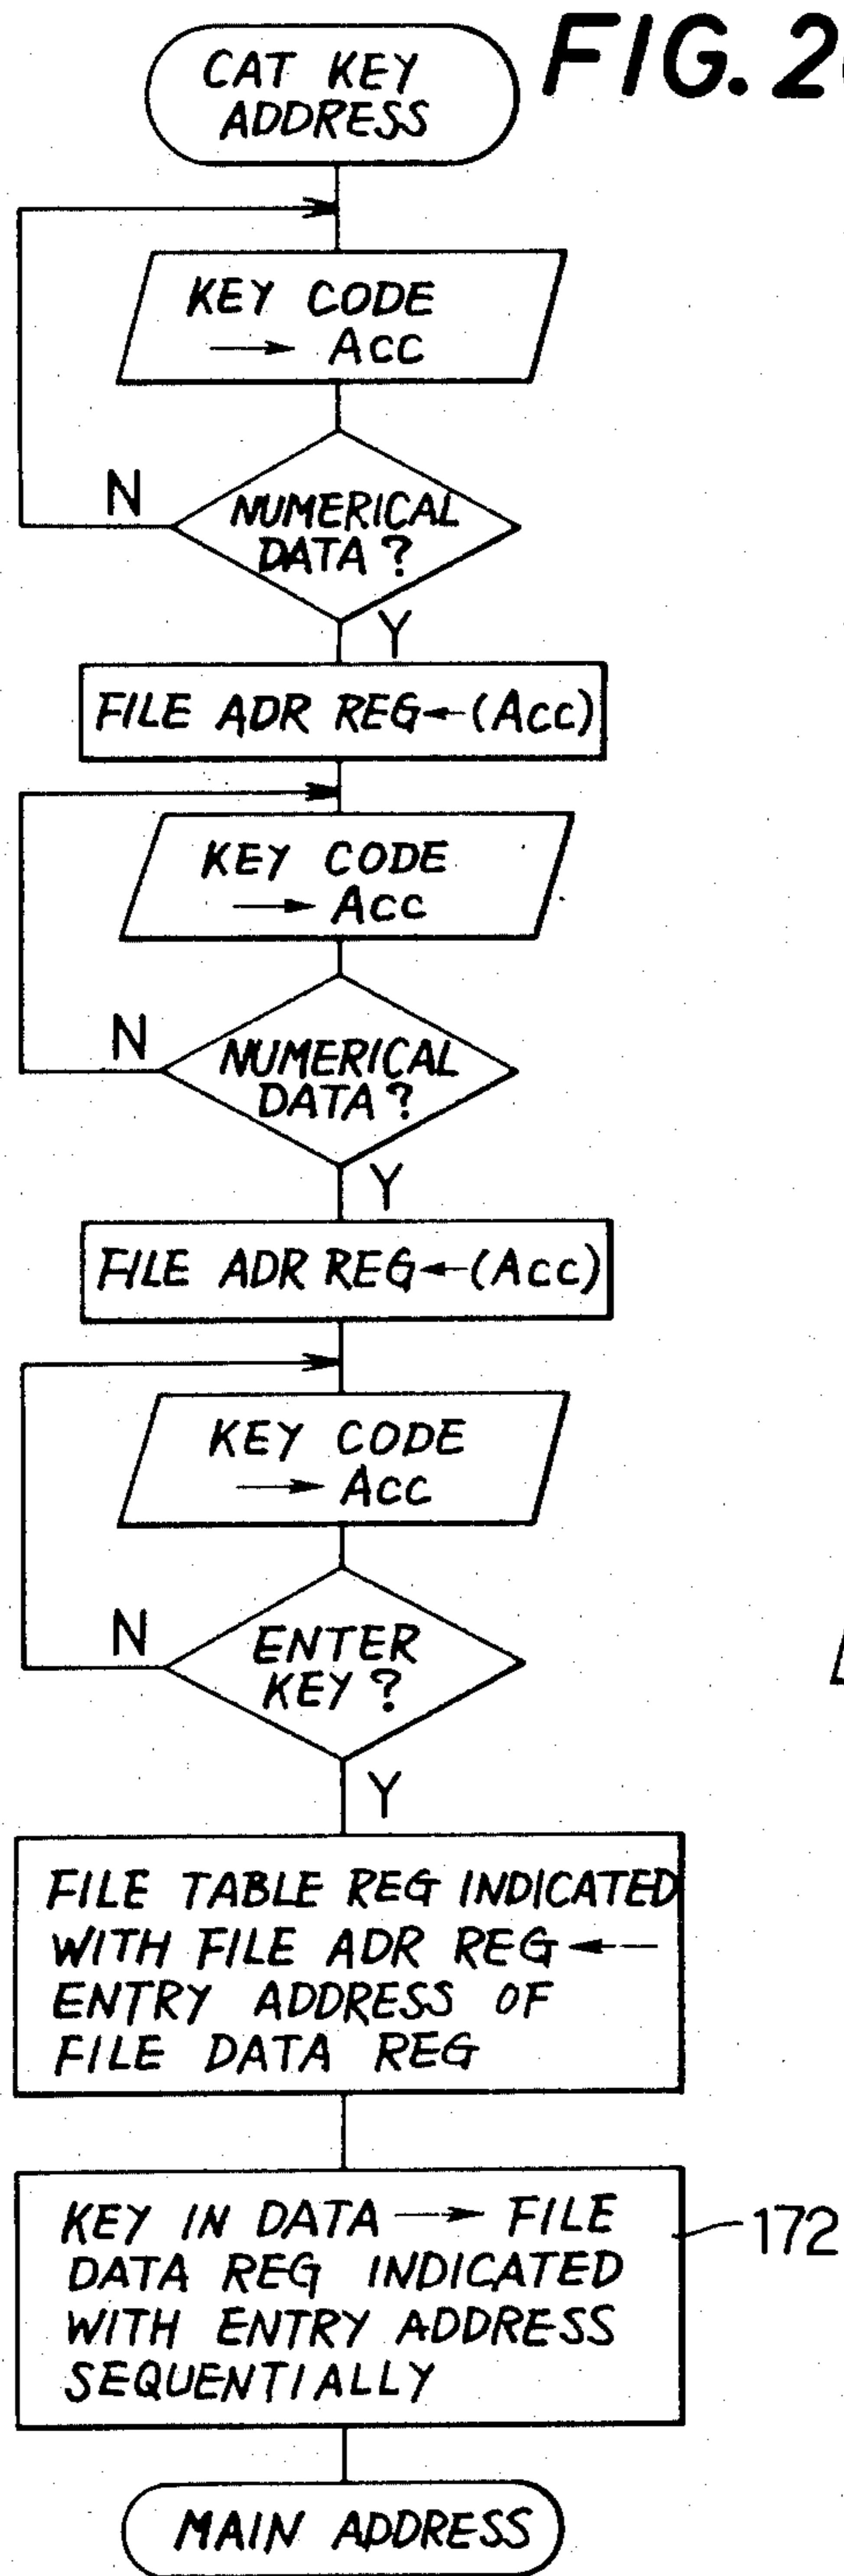 FIG. 2
CAT KEY
ADDRESS
KEY CODE
→ Acc
N
NUMERICAL
DATA?
Y
FILE ADR REG←(Acc)
KEY CODE
→ Acc
N
NUMERICAL
DATA?
Y
FILE ADR REG←(Acc)
KEY CODE
→ Acc
N
ENTER
KEY?
Y
FILE TABLE REG INDICATED
WITH FILE ADR REG ←
ENTRY ADDRESS OF
FILE DATA REG
KEY IN DATA → FILE
DATA REG INDICATED
WITH ENTRY ADDRESS
SEQUENTIALLY
172
MAIN ADDRESS